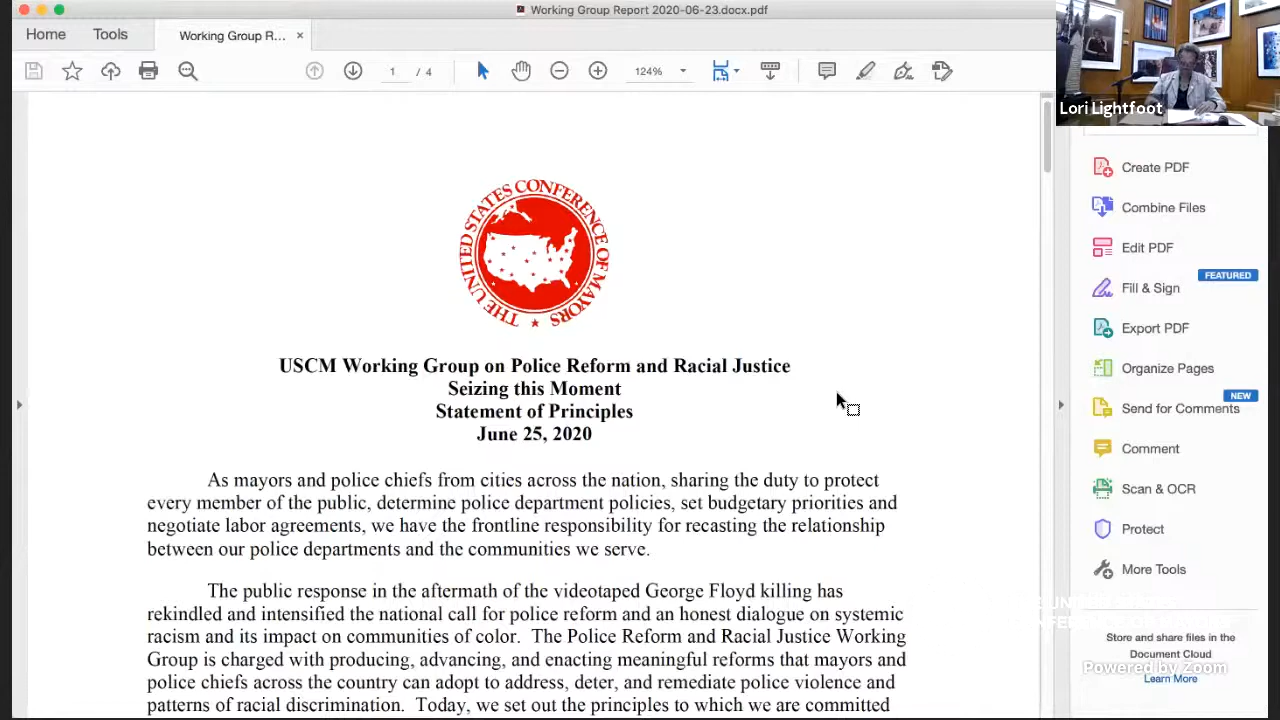 Working Group Report 2020-06-23.docx.pdf
Home
Tools
Working Group R... ×
1 / 4
124%
Lori Lightfoot
THE UNITED STATES CONFERENCE OF MAYORS
USCM Working Group on Police Reform and Racial Justice
Seizing this Moment
Statement of Principles
June 25, 2020
As mayors and police chiefs from cities across the nation, sharing the duty to protect
every member of the public, determine police department policies, set budgetary priorities and
negotiate labor agreements, we have the frontline responsibility for recasting the relationship
between our police departments and the communities we serve.
The public response in the aftermath of the videotaped George Floyd killing has
rekindled and intensified the national call for police reform and an honest dialogue on systemic
racism and its impact on communities of color. The Police Reform and Racial Justice Working
Group is charged with producing, advancing, and enacting meaningful reforms that mayors and
police chiefs across the country can adopt to address, deter, and remediate police violence and
patterns of racial discrimination. Today, we set out the principles to which we are committed
Create PDF
Combine Files
Edit PDF
FEATURED
Fill & Sign
Export PDF
Organize Pages
NEW
Send for Comments
Comment
Scan & OCR
Protect
More Tools
Store and share files in the
Document Cloud
Powered by Zoom
Learn More